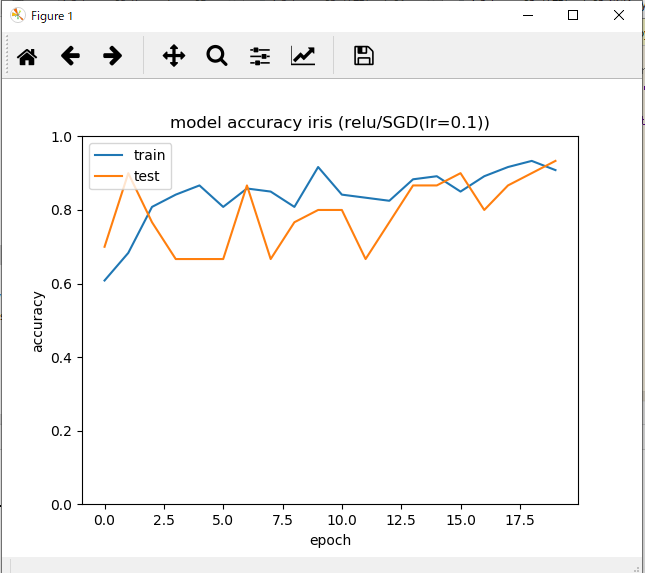 Figure 1
model accuracy iris (relu/SGD(lr=0.1))
train
test
1.0
0.8
0.6
0.4
0.2
0.0
accuracy
0.0 2.5 5.0 7.5 10.0 12.5 15.0 17.5
epoch